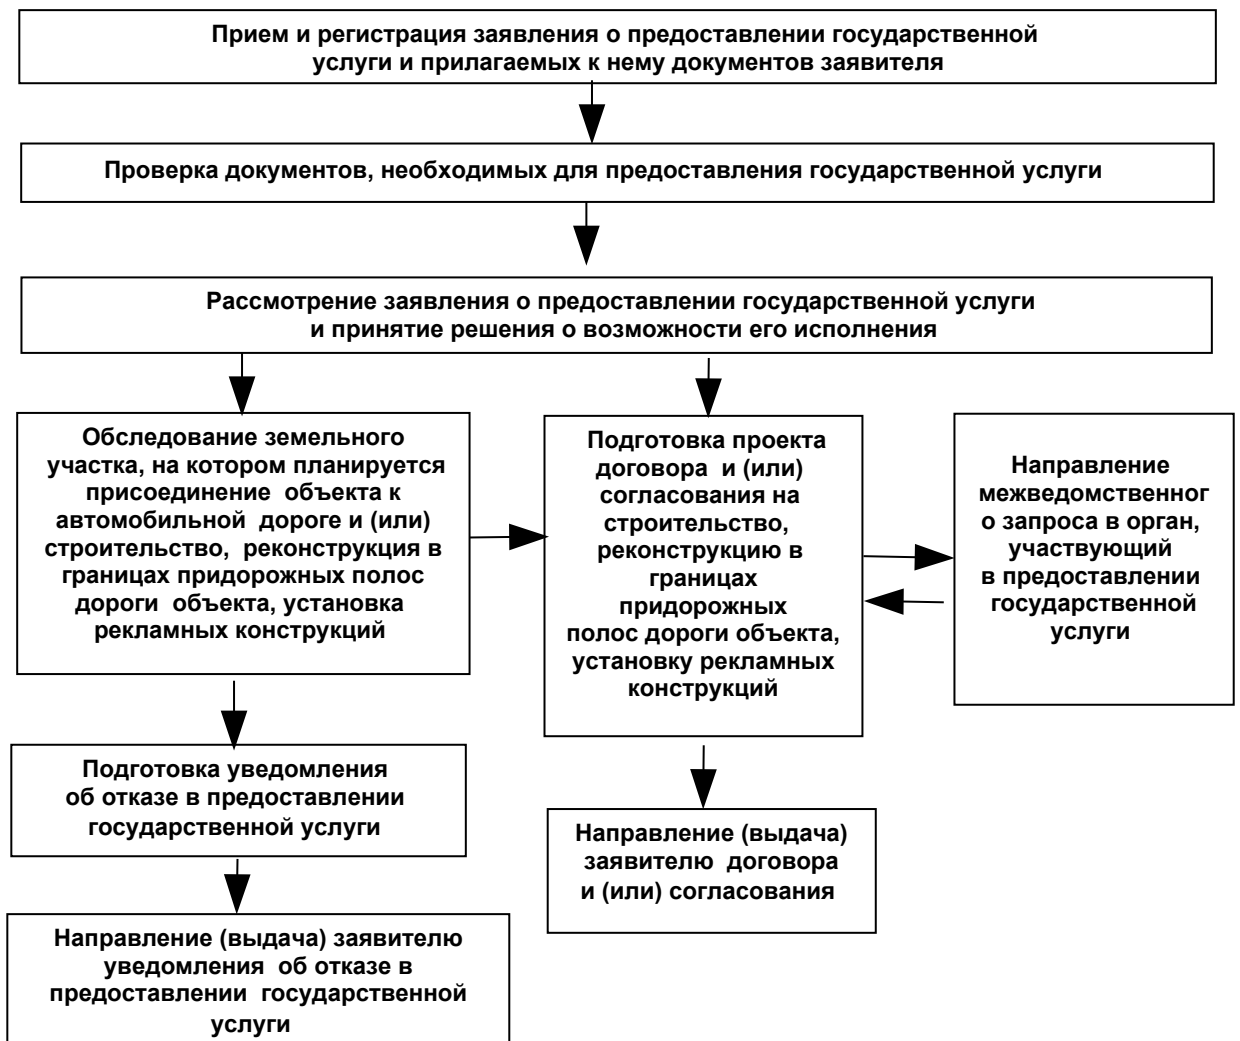 Прием и регистрация заявления о предоставлении государственной
услуги и прилагаемых к нему документов заявителя
Проверка документов, необходимых для предоставления государственной услуги
Рассмотрение заявления о предоставлении государственной услуги
и принятие решения о возможности его исполнения
Обследование земельного
участка, на котором планируется
присоединение объекта к
автомобильной дороге и (или)
строительство, реконструкция в
границах придорожных полос
дороги объекта, установка
рекламных конструкций
Подготовка проекта
договора и (или)
согласования на
строительство,
реконструкцию в
границах
придорожных
полос дороги объекта,
установку рекламных
конструкций
Направление
межведомственног
о запроса в орган,
участвующий
в предоставлении
государственной
услуги
Подготовка уведомления
об отказе в предоставлении
государственной услуги
Направление (выдача)
заявителю договора
и (или) согласования
Направление (выдача) заявителю
уведомления об отказе в
предоставлении государственной
услуги